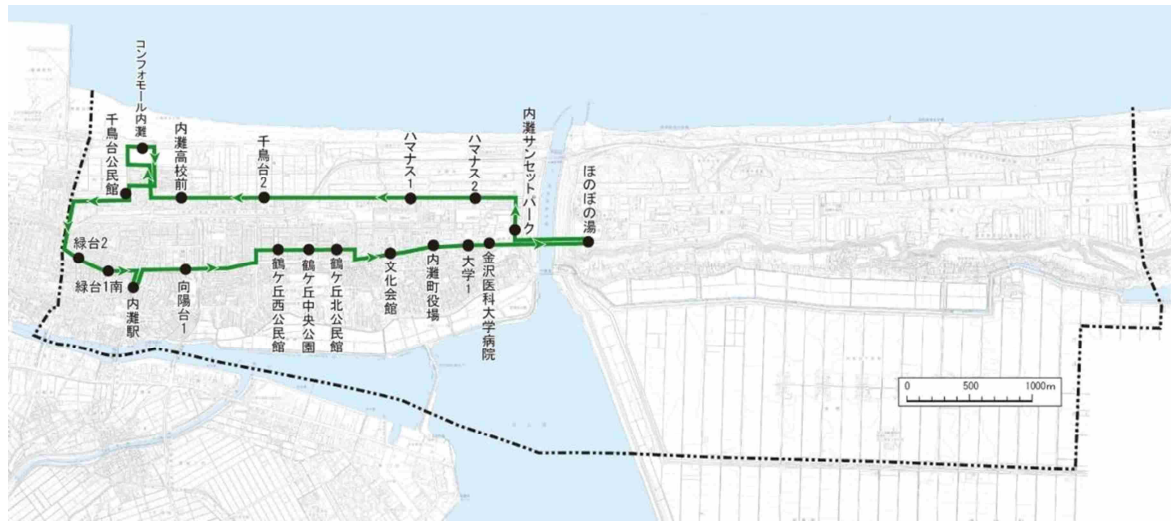 コンフォモール内灘
千鳥台公民館
内灘高校前
千鳥台2
ハマナス1
ハマナス2
内灘サンセットパーク
ほのぼの湯
緑台2
緑台1南
内灘駅
向陽台1
鶴ケ丘西公民館
鶴ケ丘中央公園
鶴ケ丘北公民館
文化会館
内灘町役場
大学1
金沢医科大学病院
0 500 1000m